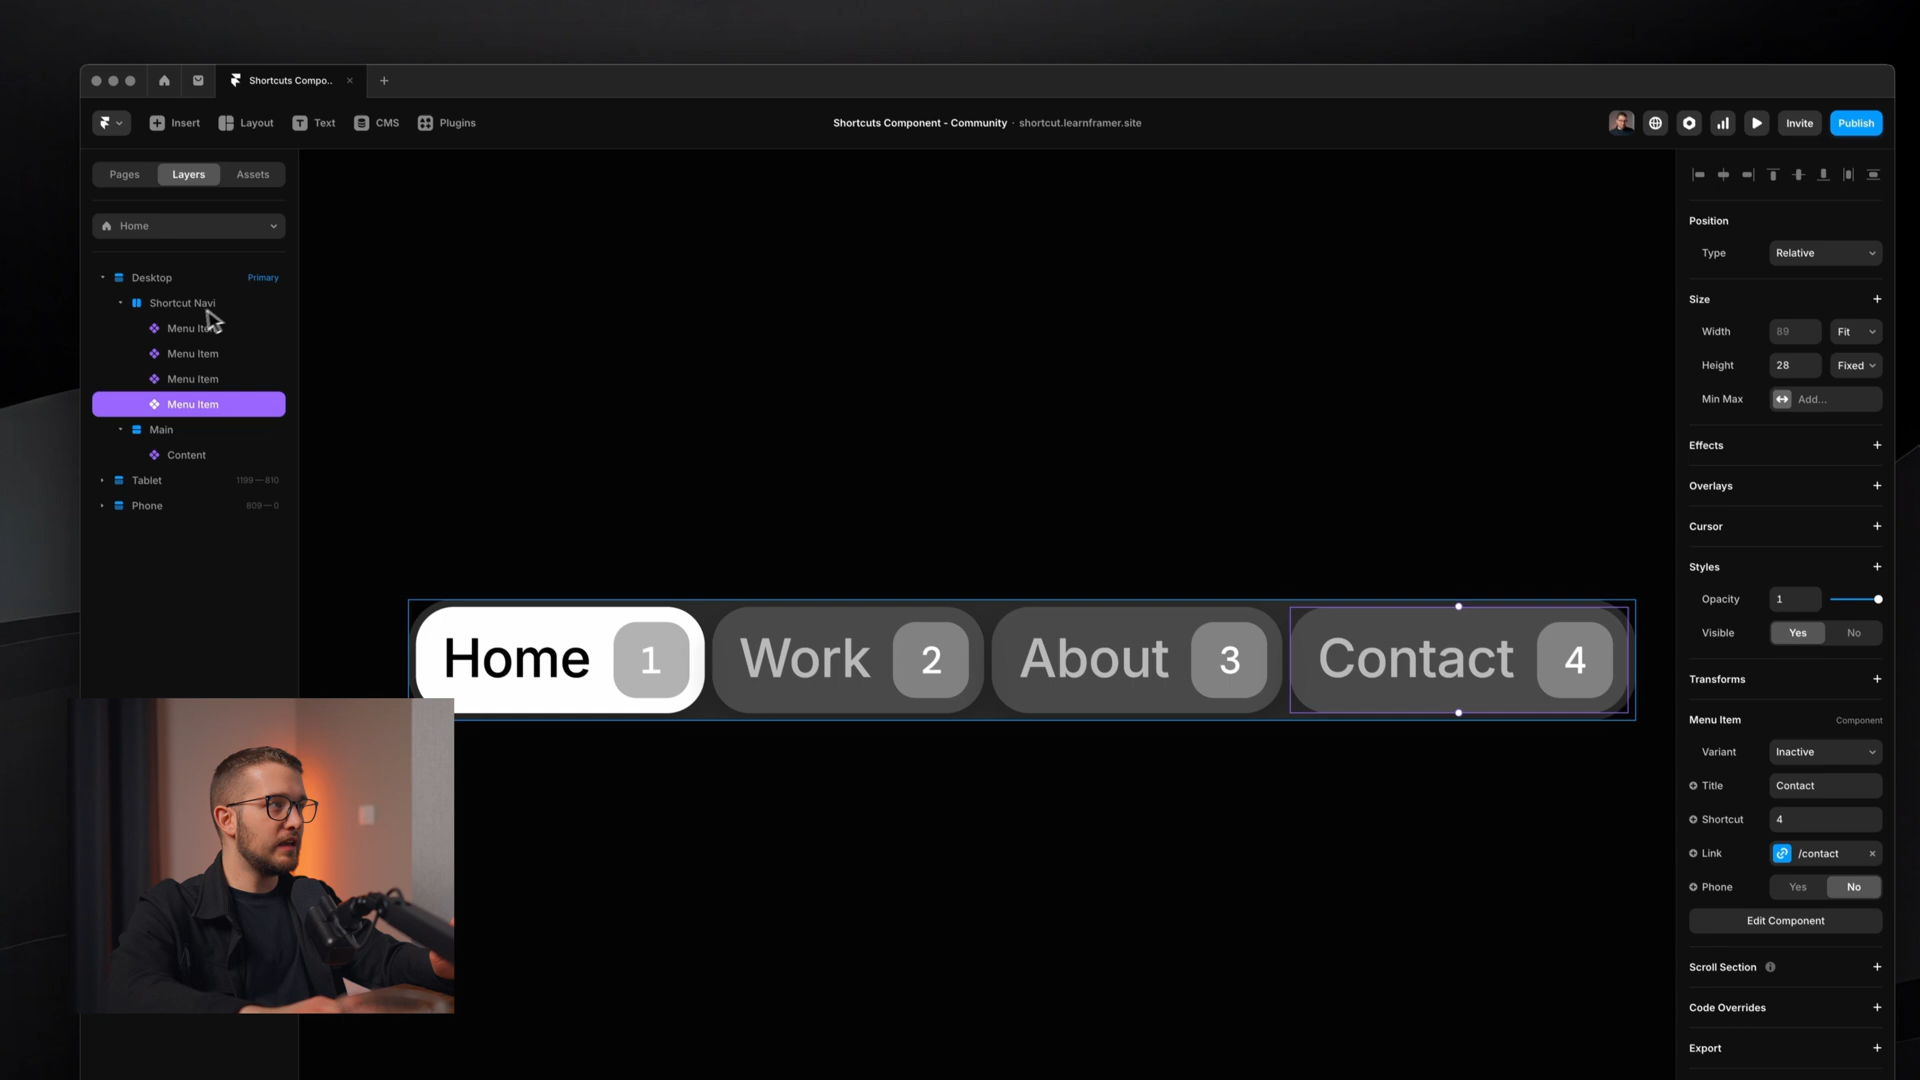 Shortcuts Compo..
Insert
Layout
Text
CMS
Plugins
Shortcuts Component - Community · shortcut.learnframer.site
Invite
Publish
Pages
Layers
Assets
Home
Desktop
Primary
Shortcut Navi
Menu Item
Menu Item
Menu Item
Menu Item
Main
Content
Tablet
1199—810
Phone
809—0
Home 1
Work 2
About 3
Contact 4
Position
Type
Relative
Size
Width
89
Fit
Height
28
Fixed
Min Max
Add...
Effects
Overlays
Cursor
Styles
Opacity
1
Visible
Yes
No
Transforms
Menu Item
Component
Variant
Inactive
Title
Contact
Shortcut
4
Link
/contact
Phone
Yes
No
Edit Component
Scroll Section
Code Overrides
Export